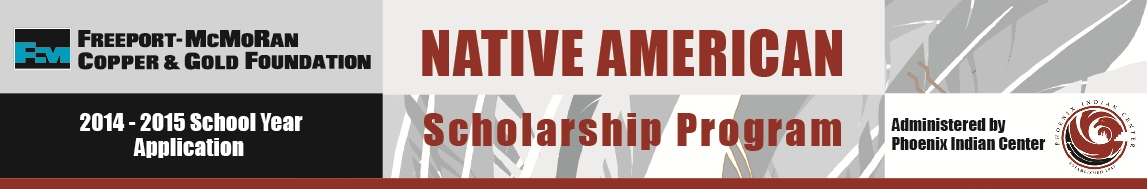 FM
FREEPORT-MCMORAN
COPPER & GOLD FOUNDATION
2014 - 2015 School Year
Application
NATIVE AMERICAN
Scholarship Program
Administered by
Phoenix Indian Center
PHOENIX INDIAN CENTER